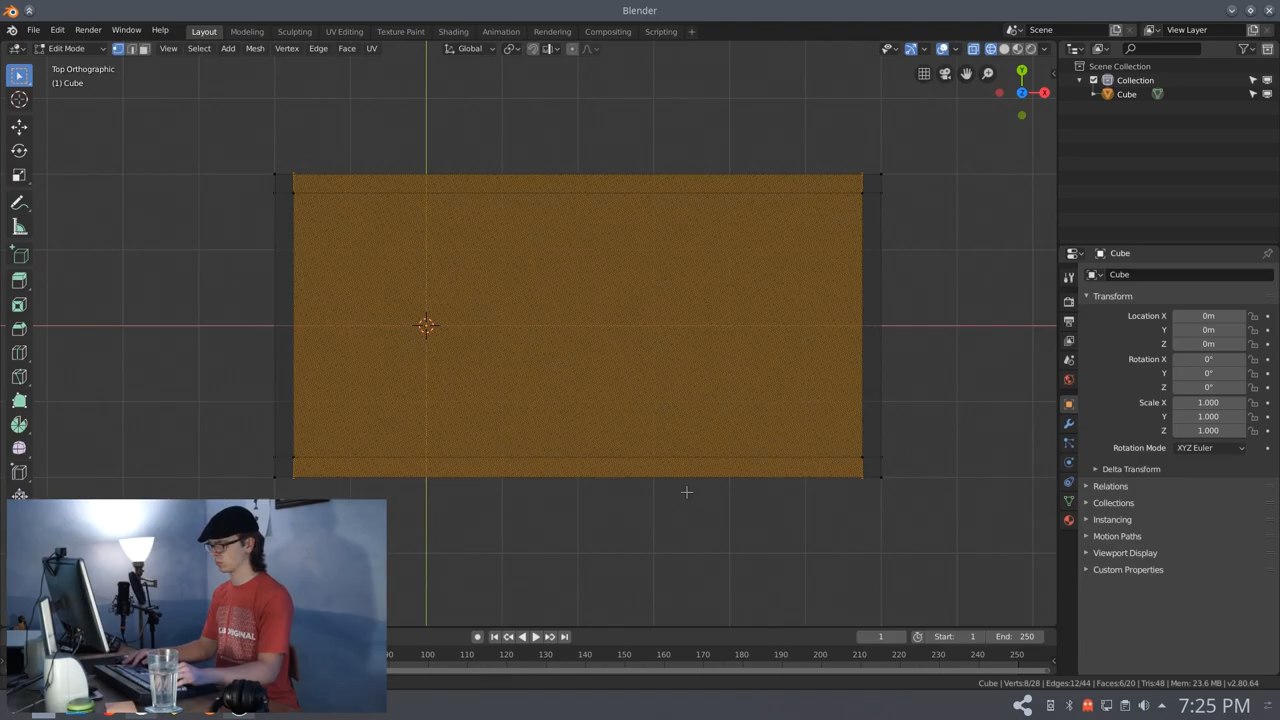 Blender
File Edit Render Window Help
Layout Modeling Sculpting UV Editing Texture Paint Shading Animation Rendering Compositing Scripting +
Scene
View Layer
Edit Mode View Select Add Mesh Vertex Edge Face UV
Global
Top Orthographic
(1) Cube
Y
Z
X
Scene Collection
Collection
Cube
Cube
Cube
Transform
Location X 0m
Y 0m
Z 0m
Rotation X 0°
Y 0°
Z 0°
Scale X 1.000
Y 1.000
Z 1.000
Rotation Mode XYZ Euler
Delta Transform
Relations
Collections
Instancing
Motion Paths
Viewport Display
Custom Properties
ORIGINAL
1
Start: 1
End: 250
90 100 110 120 130 140 150 160 170 180 190 200 210 220 230 240 250
Cube | Verts:8/28 | Edges:12/44 | Faces:6/20 | Tris:48 | Mem: 23.6 MB | v2.80.64
7:25 PM